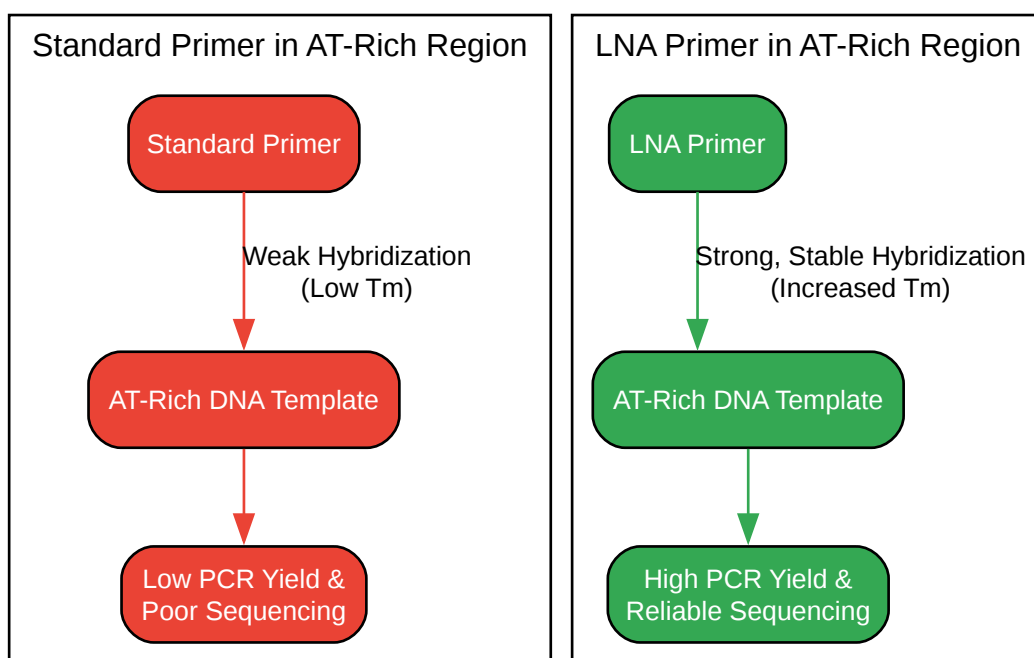 Standard Primer in AT-Rich Region
Standard Primer
Weak Hybridization
(Low Tm)
AT-Rich DNA Template
Low PCR Yield &
Poor Sequencing
LNA Primer in AT-Rich Region
LNA Primer
Strong, Stable Hybridization
(Increased Tm)
AT-Rich DNA Template
High PCR Yield &
Reliable Sequencing